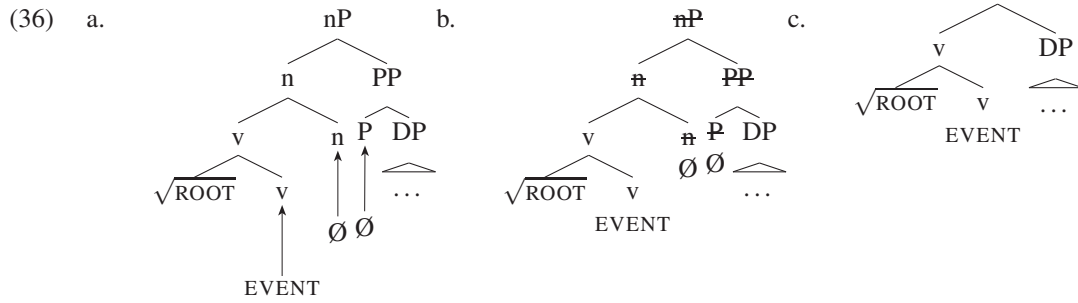 (36) a. nP b. nP c.
v DP
n PP n PP
√ROOT v ...
v n P DP v n P DP EVENT
Ø Ø
√ROOT v ... √ROOT v ...
Ø Ø EVENT
EVENT